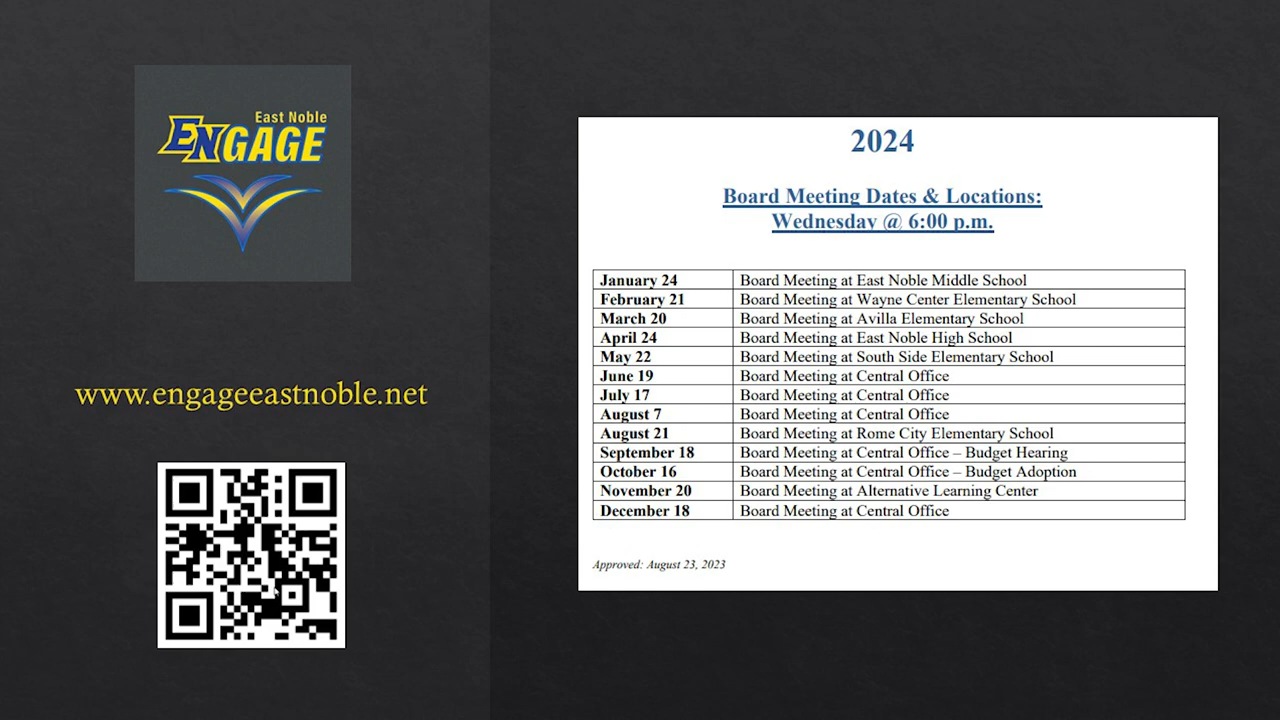 East Noble
ENGAGE
www.engageeastnoble.net
2024
Board Meeting Dates & Locations:
Wednesday @ 6:00 p.m.
January 24 Board Meeting at East Noble Middle School
February 21 Board Meeting at Wayne Center Elementary School
March 20 Board Meeting at Avilla Elementary School
April 24 Board Meeting at East Noble High School
May 22 Board Meeting at South Side Elementary School
June 19 Board Meeting at Central Office
July 17 Board Meeting at Central Office
August 7 Board Meeting at Central Office
August 21 Board Meeting at Rome City Elementary School
September 18 Board Meeting at Central Office – Budget Hearing
October 16 Board Meeting at Central Office – Budget Adoption
November 20 Board Meeting at Alternative Learning Center
December 18 Board Meeting at Central Office
Approved: August 23, 2023